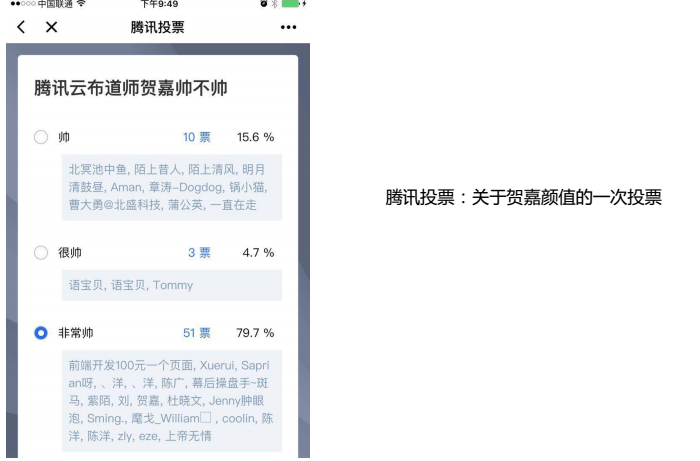 中国联通
下午9:49
腾讯投票
腾讯云布道师贺嘉帅不帅
帅 10 票 15.6 %
北冥池中鱼, 陌上昔人, 陌上清风, 明月
清鼓昼, Aman, 章涛–Dogdog, 锅小猫,
曹大勇@北盛科技, 蒲公英, 一直在走
很帅 3 票 4.7 %
语宝贝, 语宝贝, Tommy
非常帅 51 票 79.7 %
前端开发100元一个页面, Xuerui, Sapri
an呀, 、洋, 、洋, 陈广, 幕后操盘手~斑
马, 紫陌, 刘, 贺嘉, 杜晓文, Jenny肿眼
泡, Sming., 麾戈_William□ , coolin, 陈
洋, 陈洋, zly, eze, 上帝无情
腾讯投票：关于贺嘉颜值的一次投票